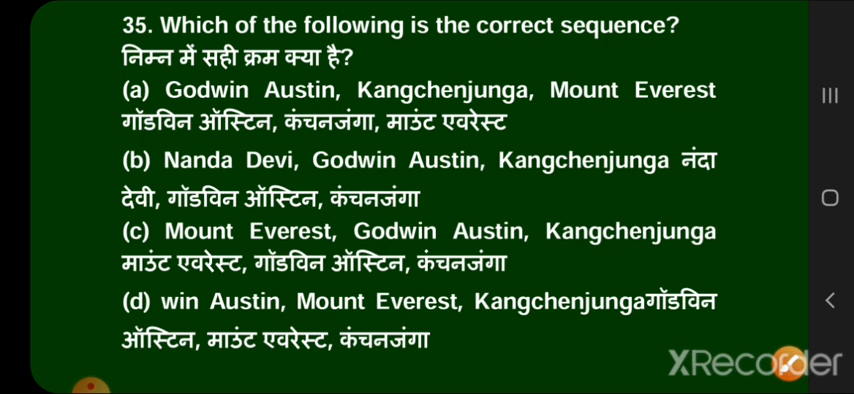 35. Which of the following is the correct sequence?
निम्न में सही क्रम क्या है?
(a) Godwin Austin, Kangchenjunga, Mount Everest
गॉडविन ऑस्टिन, कंचनजंगा, माउंट एवरेस्ट
(b) Nanda Devi, Godwin Austin, Kangchenjunga नंदा
देवी, गॉडविन ऑस्टिन, कंचनजंगा
(c) Mount Everest, Godwin Austin, Kangchenjunga
माउंट एवरेस्ट, गॉडविन ऑस्टिन, कंचनजंगा
(d) win Austin, Mount Everest, Kangchenjungaगॉडविन
ऑस्टिन, माउंट एवरेस्ट, कंचनजंगा
XRecorder